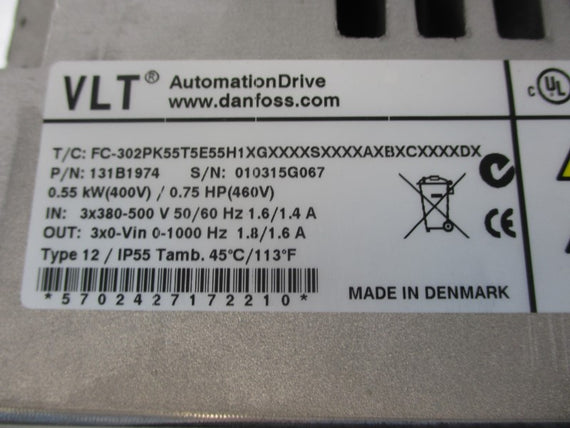 VLT® AutomationDrive
www.danfoss.com
T/C: FC-302PK55T5E55H1XGXXXXSXXXXAXBXCXXXXDX
P/N: 131B1974 S/N: 010315G067
0.55 kW(400V) / 0.75 HP(460V)
IN: 3x380-500 V 50/60 Hz 1.6/1.4 A
OUT: 3x0-Vin 0-1000 Hz 1.8/1.6 A
Type 12 / IP55 Tamb. 45°C/113°F
*5702427172210*
MADE IN DENMARK
CE
c UL